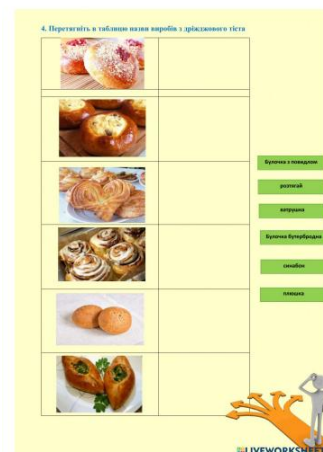 4. Перетягніть в таблицю назви виробів з дріжджового тіста
Булочка з повидлом
розтягай
ватрушка
Булочка бутербродна
синабон
плюшка
LIVEWORKSHEETS